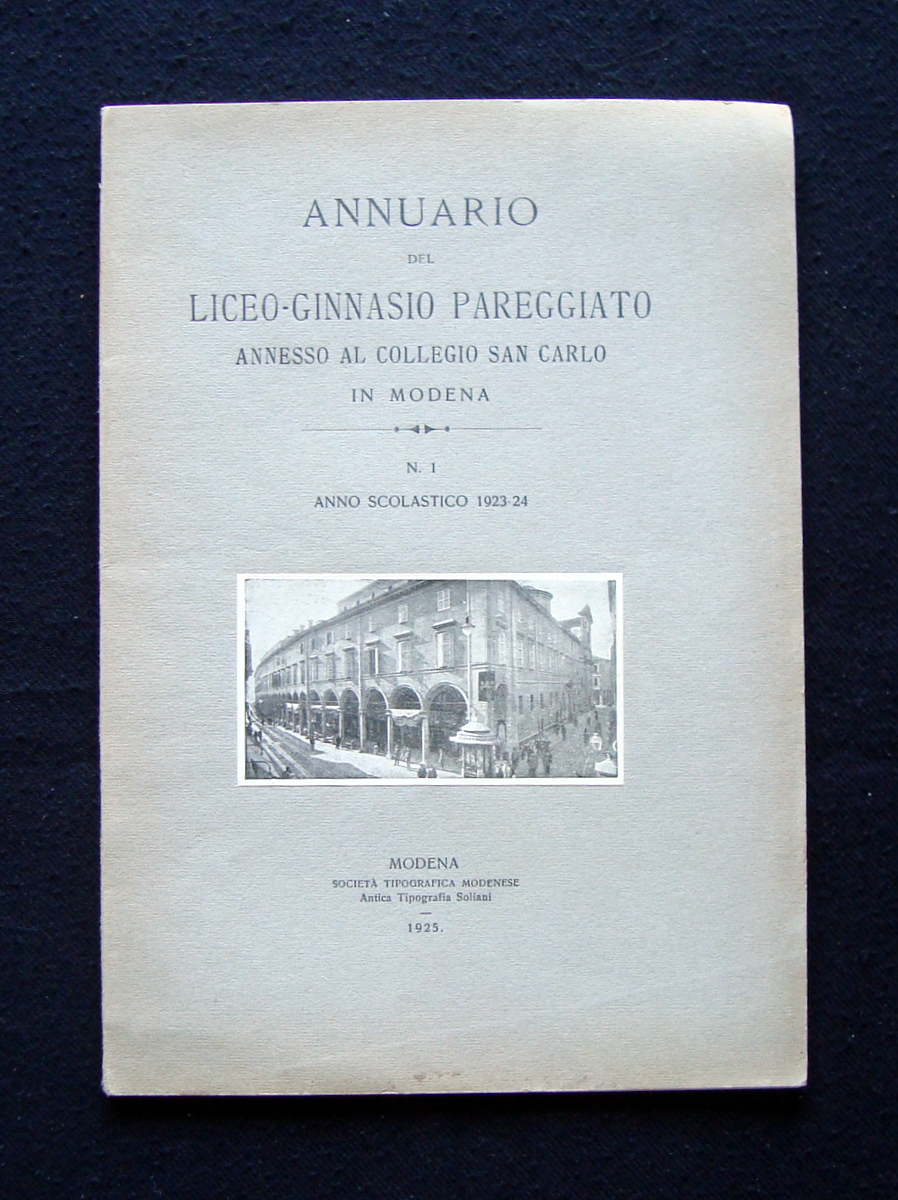 ANNUARIO
DEL
LICEO-GINNASIO PAREGGIATO
ANNESSO AL COLLEGIO SAN CARLO
IN MODENA
N. 1
ANNO SCOLASTICO 1923-24
MODENA
SOCIETÀ TIPOGRAFICA MODENESE
Antica Tipografia Soliani
1925.